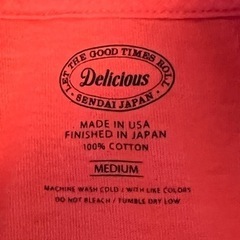 LET THE GOOD TIMES ROLL
Delicious
• SENDAI JAPAN •
MADE IN USA
FINISHED IN JAPAN
100% COTTON
MEDIUM
MACHINE WASH COLD / WITH LIKE COLORS
DO NOT BLEACH / TUMBLE DRY LOW